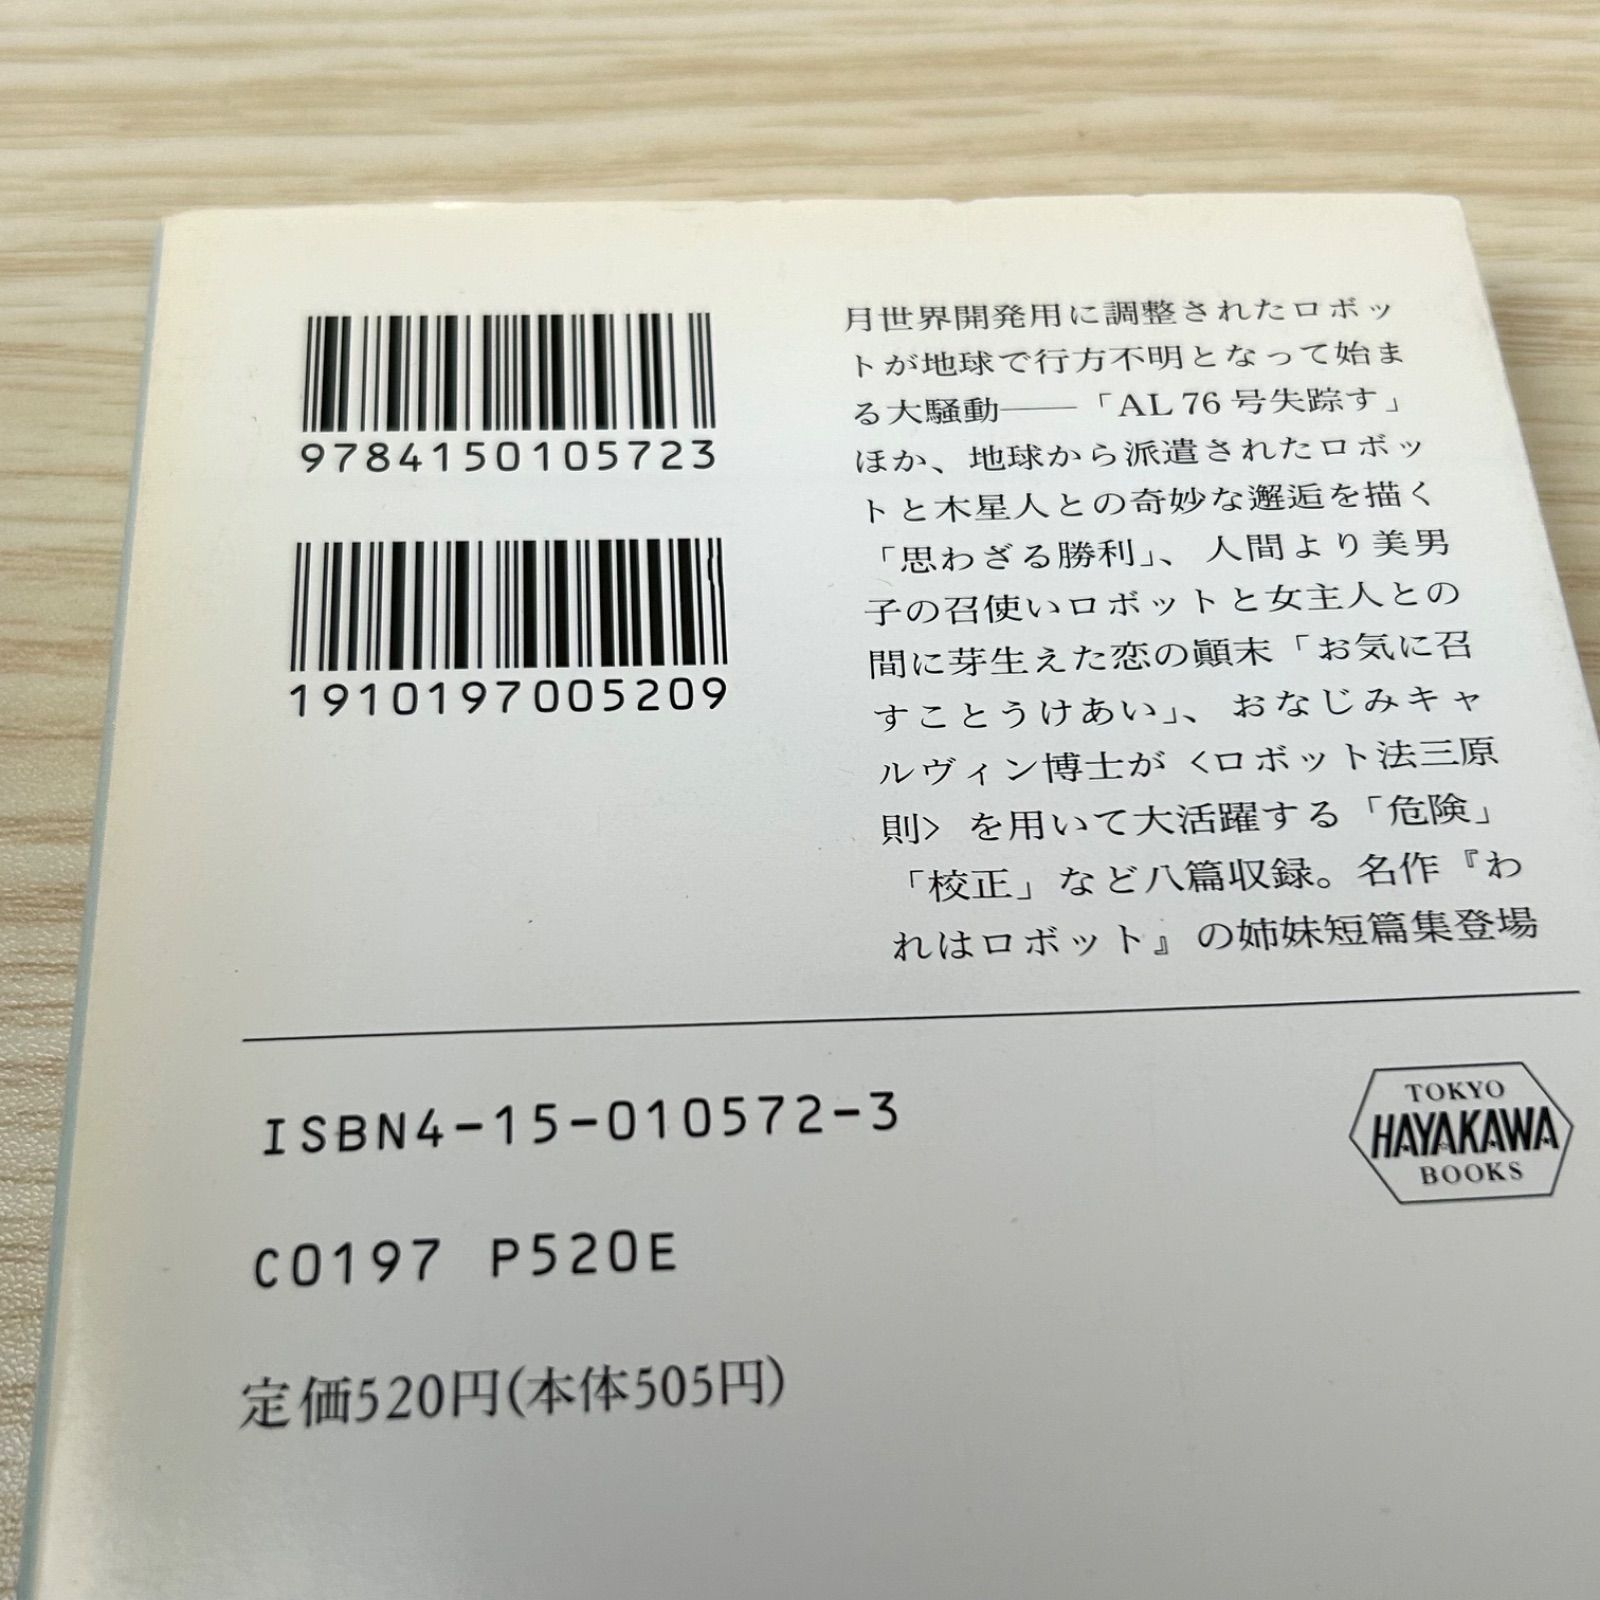 9784150105723
1910197005209
月世界開発用に調整されたロボッ
トが地球で行方不明となって始ま
る大騒動――「AL 76 号失踪す」
ほか、地球から派遣されたロボッ
トと木星人との奇妙な邂逅を描く
「思わざる勝利」、人間より美男
子の召使いロボットと女主人との
間に芽生えた恋の顚末「お気に召
すことうけあい」、おなじみキャ
ルヴィン博士が〈ロボット法三原
則〉を用いて大活躍する「危険」
「校正」など八篇収録。名作『わ
れはロボット』の姉妹短篇集登場
ISBN4-15-010572-3
C0197 P520E
定価520円(本体505円)
TOKYO
HAYAKAWA
BOOKS